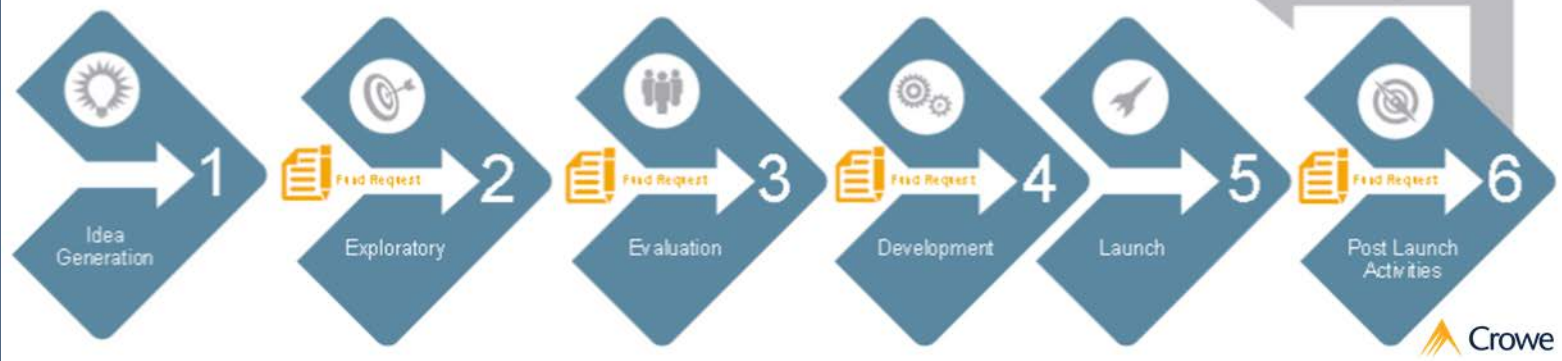 1
Idea
Generation
Fund Request
2
Exploratory
Fund Request
3
Evaluation
Fund Request
4
Development
5
Launch
Fund Request
6
Post Launch
Activities
Crowe